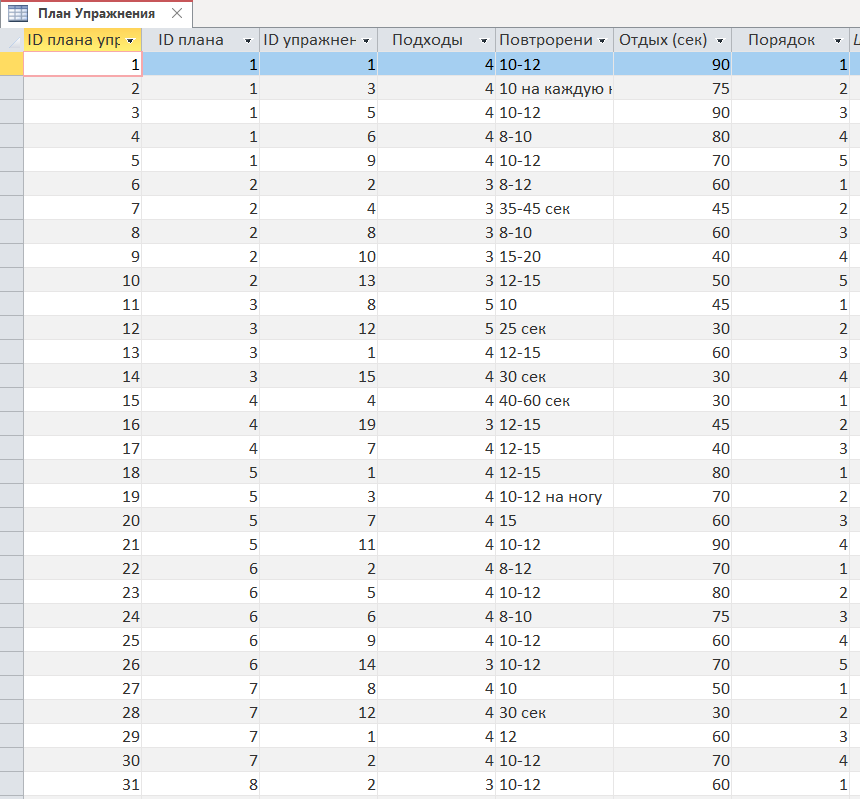 План Упражнения
ID плана упр ID плана ID упражнен Подходы Повтрорени Отдых (сек) Порядок
1 1 1 4 10-12 90 1
2 1 3 4 10 на каждую 75 2
3 1 5 4 10-12 90 3
4 1 6 4 8-10 80 4
5 1 9 4 10-12 70 5
6 2 2 3 8-12 60 1
7 2 4 3 35-45 сек 45 2
8 2 8 3 8-10 60 3
9 2 10 3 15-20 40 4
10 2 13 3 12-15 50 5
11 3 8 5 10 45 1
12 3 12 5 25 сек 30 2
13 3 1 4 12-15 60 3
14 3 15 4 30 сек 30 4
15 4 4 4 40-60 сек 30 1
16 4 19 3 12-15 45 2
17 4 7 4 12-15 40 3
18 5 1 4 12-15 80 1
19 5 3 4 10-12 на ногу 70 2
20 5 7 4 15 60 3
21 5 11 4 10-12 90 4
22 6 2 4 8-12 70 1
23 6 5 4 10-12 80 2
24 6 6 4 8-10 75 3
25 6 9 4 10-12 60 4
26 6 14 3 10-12 70 5
27 7 8 4 10 50 1
28 7 12 4 30 сек 30 2
29 7 1 4 12 60 3
30 7 2 4 10-12 70 4
31 8 2 3 10-12 60 1